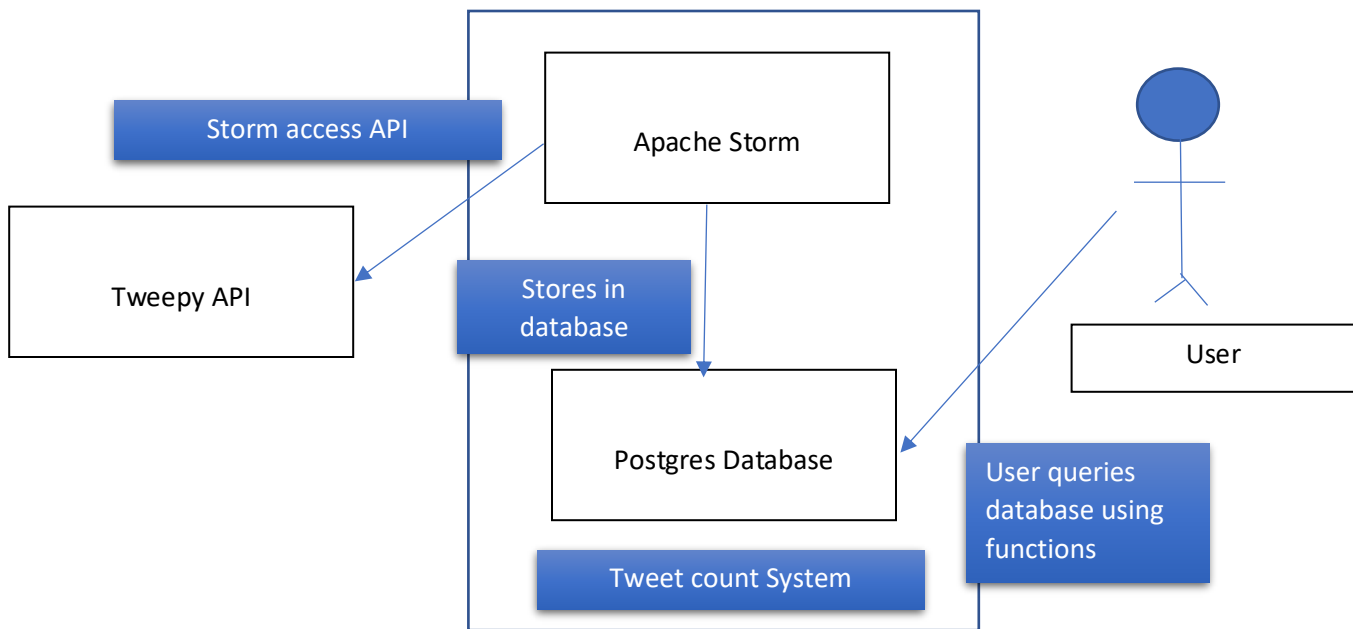 Storm access API
Apache Storm
Tweepy API
Stores in
database
User
Postgres Database
User queries
database using
functions
Tweet count System